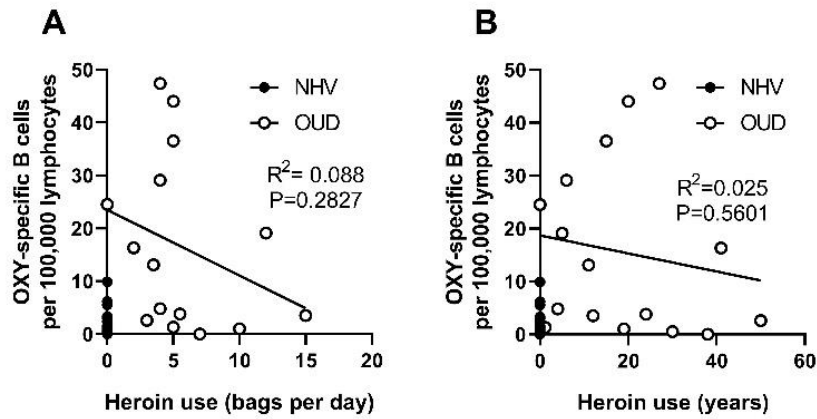 A
OXY-specific B cells
per 100,000 lymphocytes
50
40
30
20
10
0
NHV
OUD
R²= 0.088
P=0.2827
0 5 10 15 20
Heroin use (bags per day)
B
OXY-specific B cells
per 100,000 lymphocytes
50
40
30
20
10
0
NHV
OUD
R²=0.025
P=0.5601
0 20 40 60
Heroin use (years)